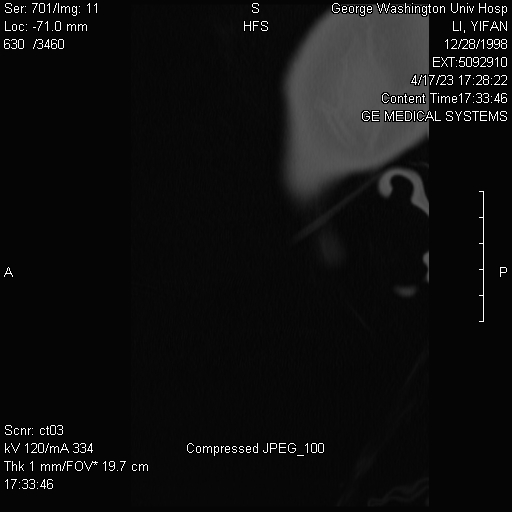 Ser: 701/Img: 11
Loc: -71.0 mm
630 /3460
S
HFS
George Washington Univ Hosp
LI, YIFAN
12/28/1998
EXT:5092910
4/17/23 17:28:22
Content Time17:33:46
GE MEDICAL SYSTEMS
A
P
Scnr: ct03
kV 120/mA 334
Thk 1 mm/FOV* 19.7 cm
17:33:46
Compressed JPEG_100